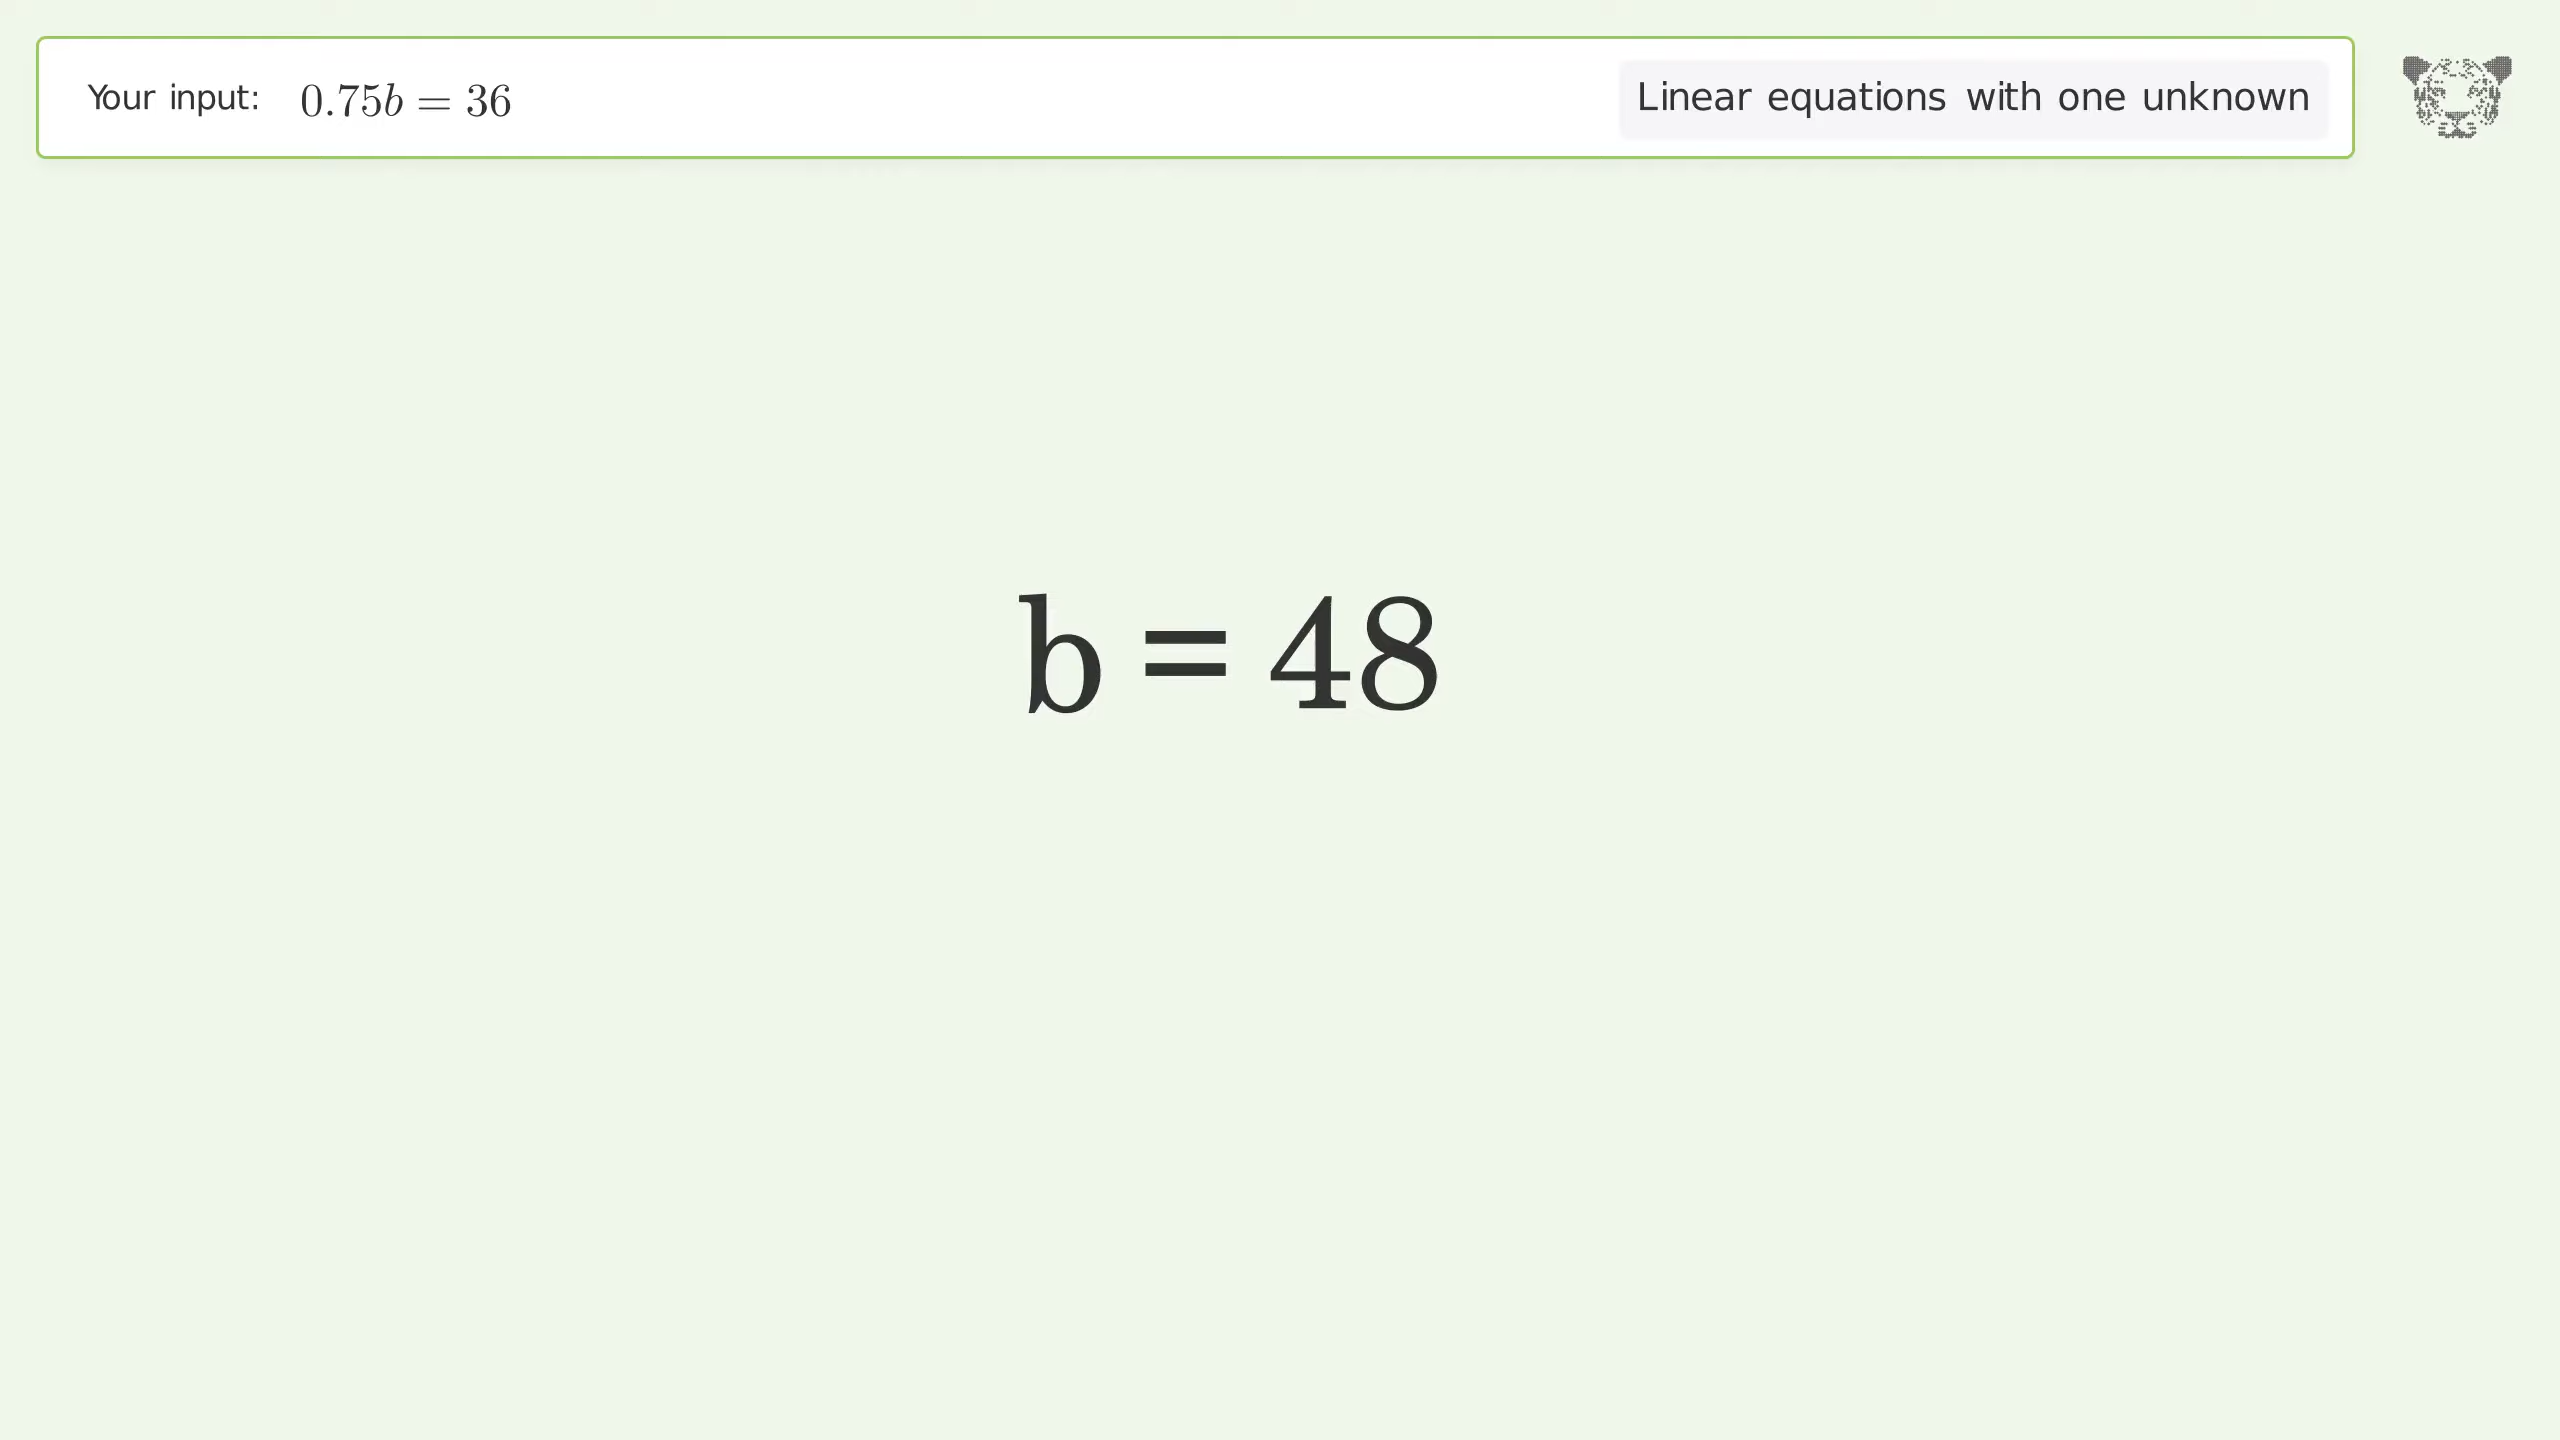 Your input: 0.75b = 36
Linear equations with one unknown
b = 48